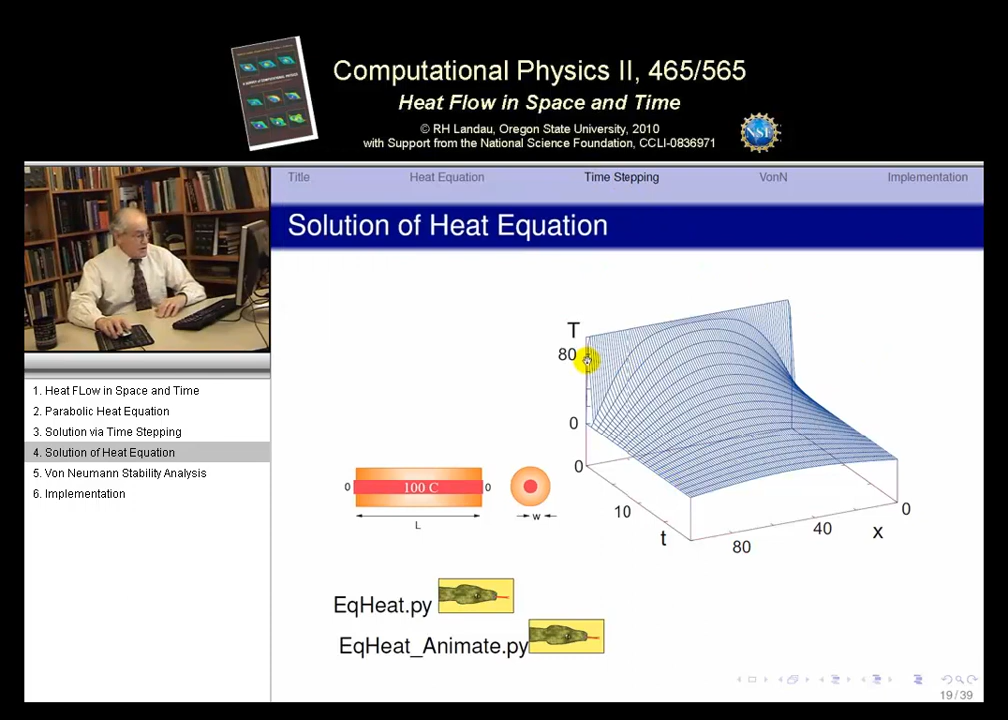 Computational Physics II, 465/565
Heat Flow in Space and Time
© RH Landau, Oregon State University, 2010
with Support from the National Science Foundation, CCLI-0836971
NSF
Title Heat Equation Time Stepping VonN Implementation
Solution of Heat Equation
1. Heat FLow in Space and Time
2. Parabolic Heat Equation
3. Solution via Time Stepping
4. Solution of Heat Equation
5. Von Neumann Stability Analysis
6. Implementation
T
80
0
0
10
t
80
40
x
0
0 100 C 0
L
w
EqHeat.py
EqHeat_Animate.py
19/39